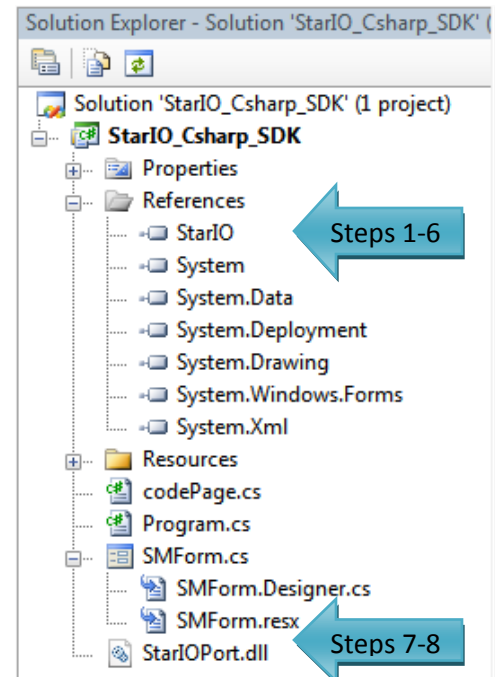 Solution Explorer - Solution 'StarIO_Csharp_SDK' (
Solution 'StarIO_Csharp_SDK' (1 project)
StarIO_Csharp_SDK
Properties
References
StarIO
Steps 1-6
System
System.Data
System.Deployment
System.Drawing
System.Windows.Forms
System.Xml
Resources
codePage.cs
Program.cs
SMForm.cs
SMForm.Designer.cs
SMForm.resx
StarIOPort.dll
Steps 7-8